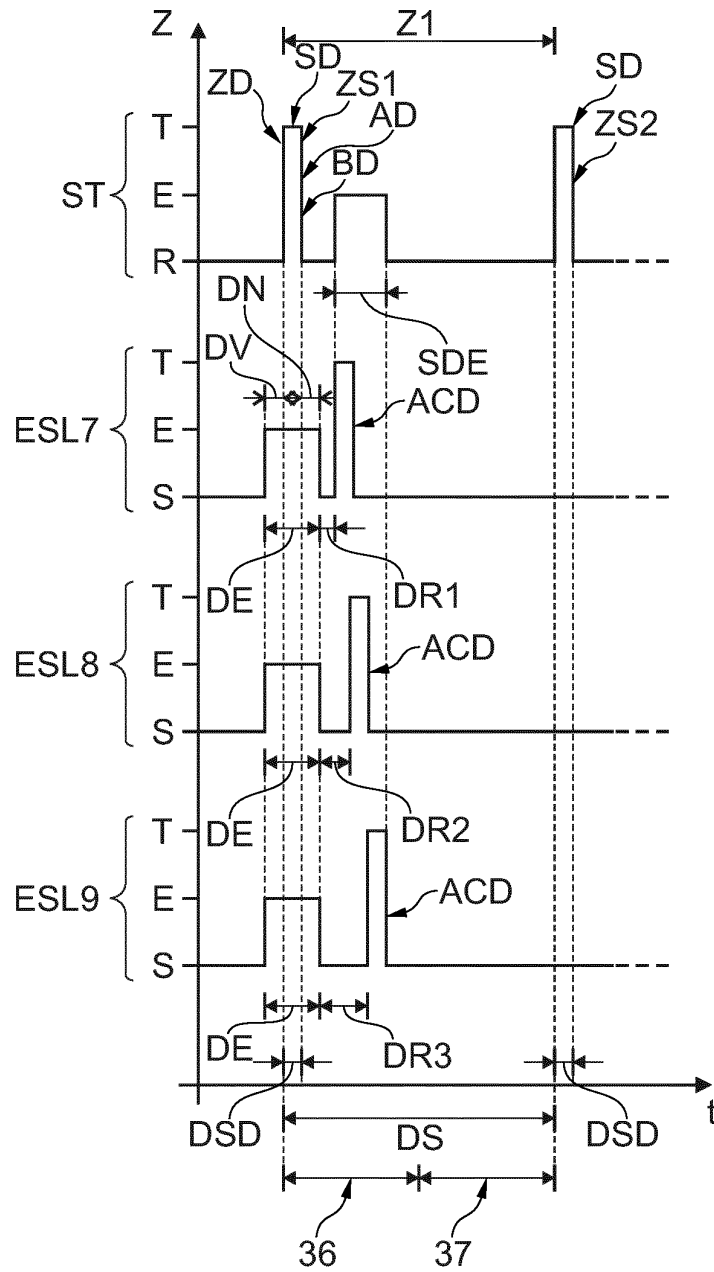 Z Z1
SD
ZD ZS1 SD
T AD ZS2
BD
ST E
R
DN
DV SDE
T
ACD
ESL7 E
S
DE DR1
T
ACD
ESL8 E
S
DE DR2
T
ACD
ESL9 E
S
DE DR3
t
DSD DS DSD
36 37